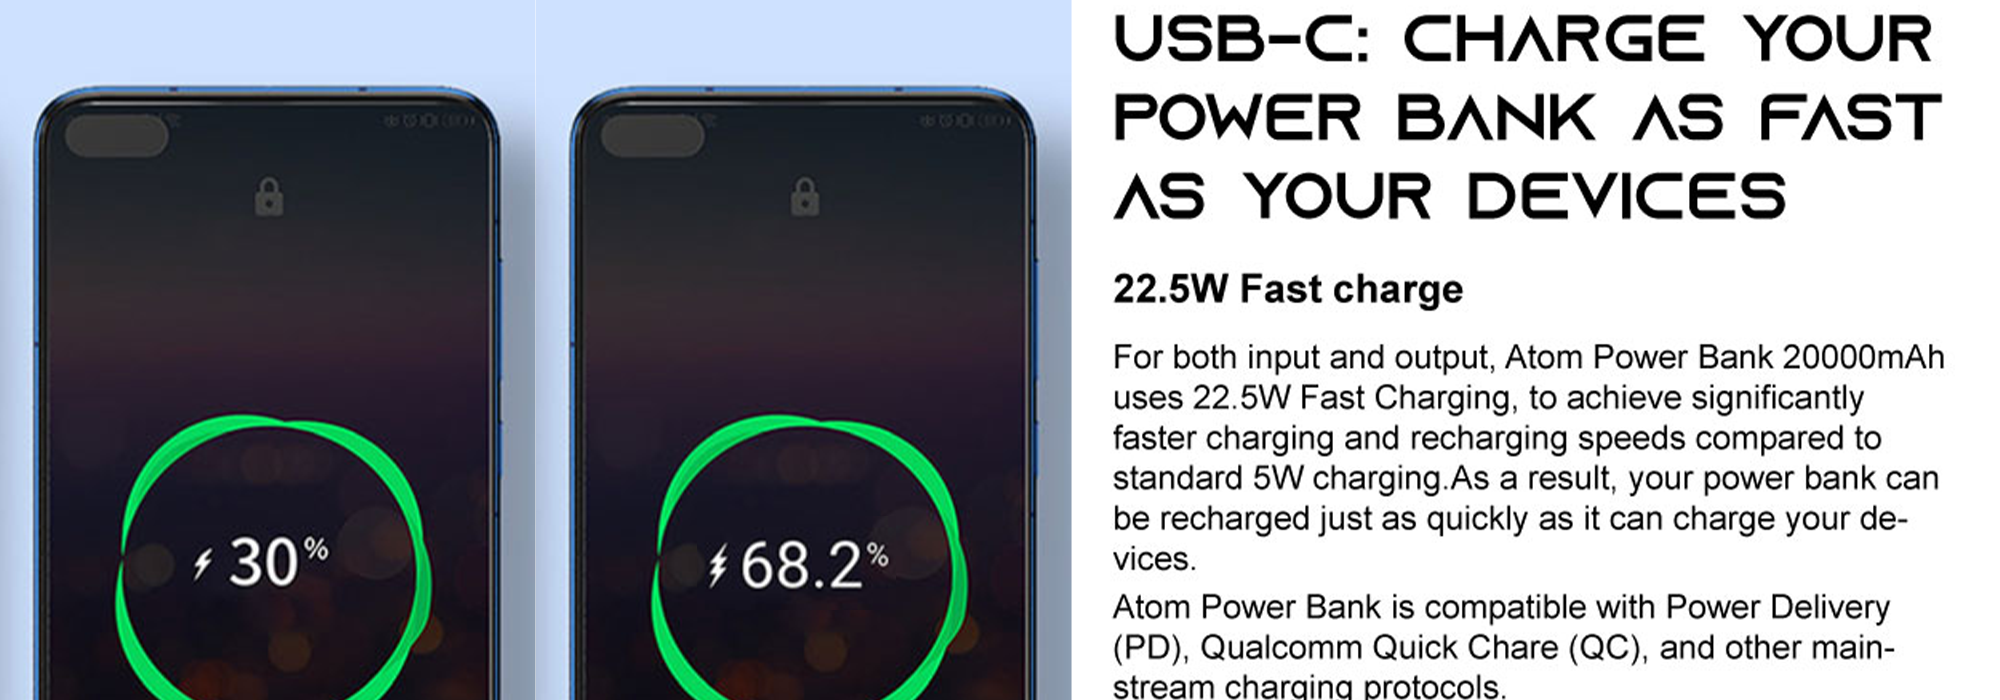 30%
68.2%
USB-C: CHARGE YOUR
POWER BANK AS FAST
AS YOUR DEVICES
22.5W Fast charge
For both input and output, Atom Power Bank 20000mAh
uses 22.5W Fast Charging, to achieve significantly
faster charging and recharging speeds compared to
standard 5W charging.As a result, your power bank can
be recharged just as quickly as it can charge your de-
vices.
Atom Power Bank is compatible with Power Delivery
(PD), Qualcomm Quick Chare (QC), and other main-
stream charging protocols.